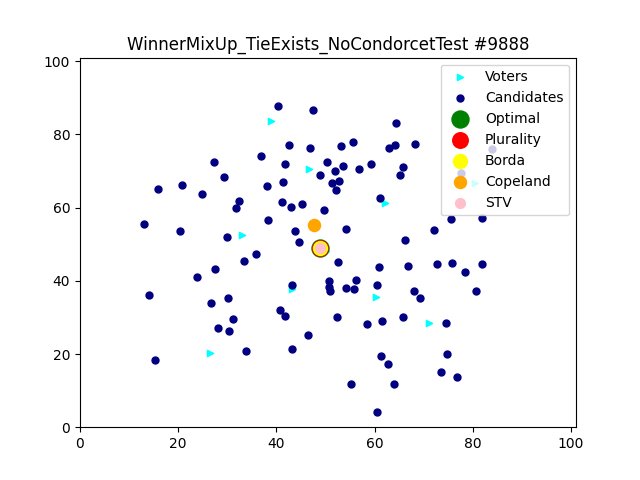 WinnerMixUp_TieExists_NoCondorcetTest #9888
100
80
60
40
20
0
0 20 40 60 80 100
Voters
Candidates
Optimal
Plurality
Borda
Copeland
STV